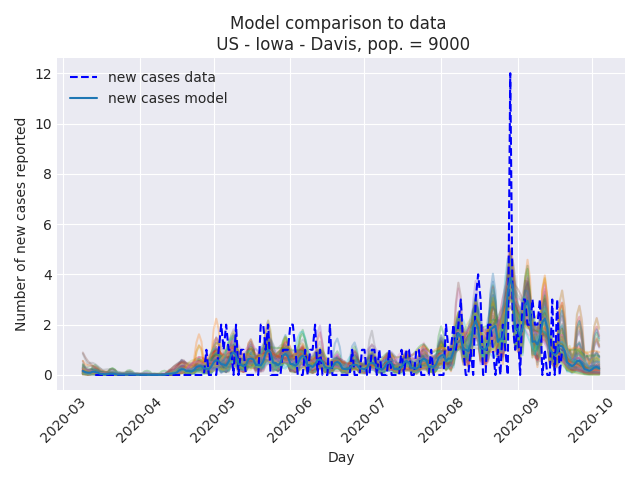 Model comparison to data
US - Iowa - Davis, pop. = 9000
new cases data
new cases model
Number of new cases reported
12
10
8
6
4
2
0
2020-03
2020-04
2020-05
2020-06
2020-07
2020-08
2020-09
2020-10
Day